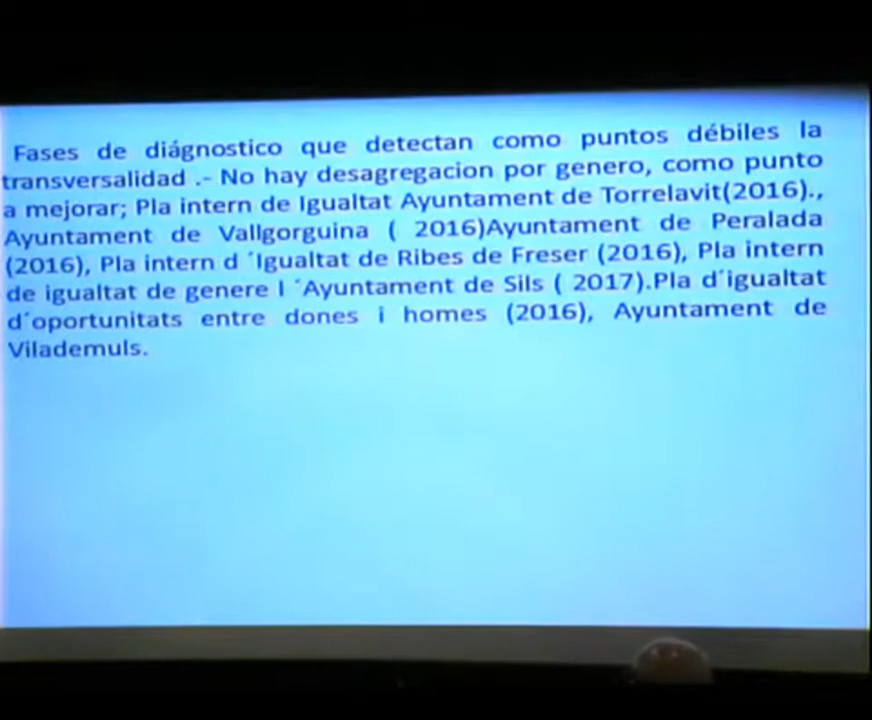 Fases de diágnostico que detectan como puntos débiles la
transversalidad .- No hay desagregacion por genero, como punto
a mejorar; Pla intern de Igualtat Ayuntament de Torrelavit(2016).,
Ayuntament de Vallgorguina ( 2016)Ayuntament de Peralada
(2016), Pla intern d ´Igualtat de Ribes de Freser (2016), Pla intern
de igualtat de genere l ´Ayuntament de Sils ( 2017).Pla d´igualtat
d´oportunitats entre dones i homes (2016), Ayuntament de
Vilademuls.